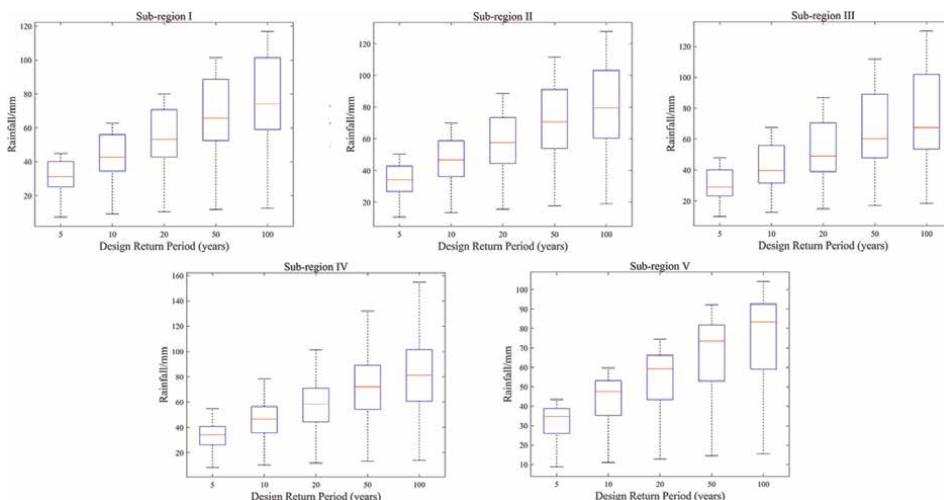 Sub-region I
Rainfall/mm
120
100
80
60
40
20
5 10 20 50 100
Design Return Period (years)
Sub-region II
Rainfall/mm
120
100
80
60
40
20
5 10 20 50 100
Design Return Period (years)
Sub-region III
Rainfall/mm
120
100
80
60
40
20
5 10 20 50 100
Design Return Period (years)
Sub-region IV
Rainfall/mm
160
140
120
100
80
60
40
20
5 10 20 50 100
Design Return Period (years)
Sub-region V
Rainfall/mm
100
90
80
70
60
50
40
30
20
10
5 10 20 50 100
Design Return Period (years)